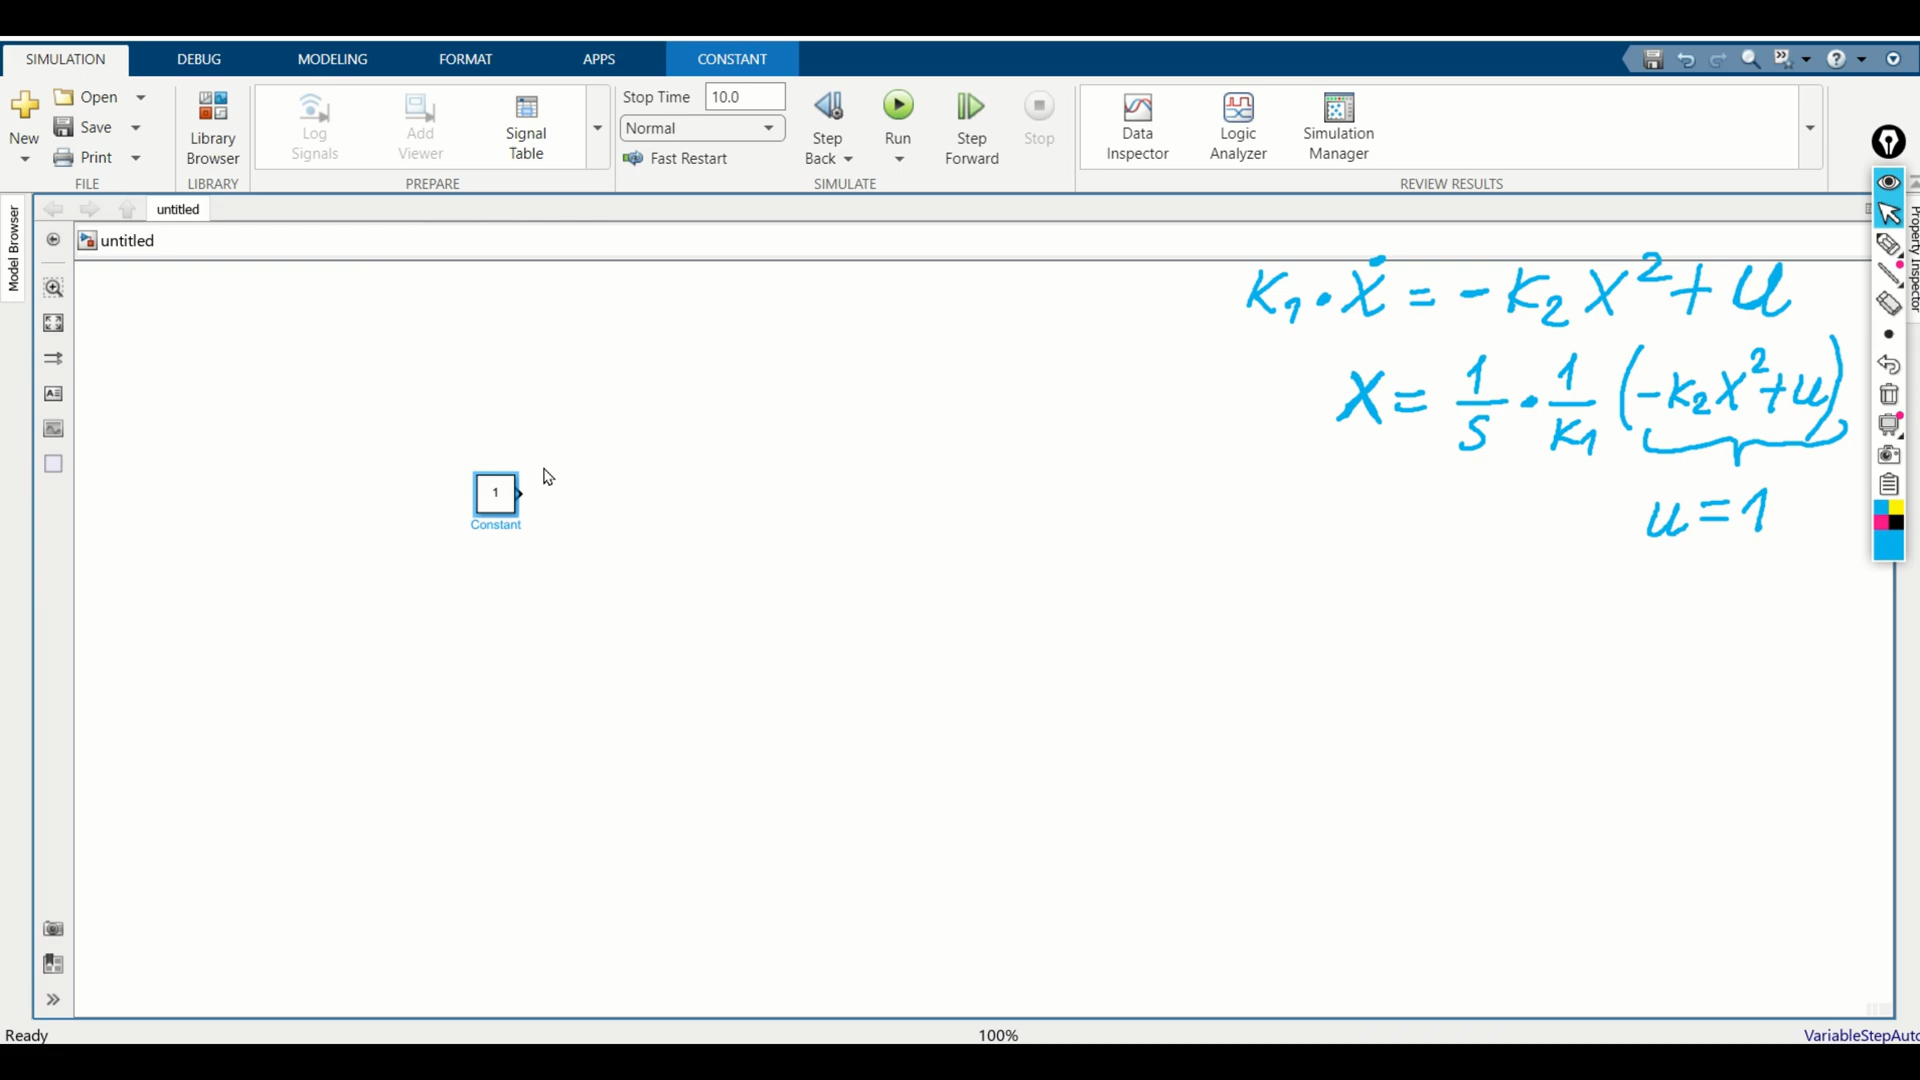 SIMULATION DEBUG MODELING FORMAT APPS CONSTANT
New Open Save Print
FILE
Library Browser
LIBRARY
Log Signals Add Viewer Signal Table
PREPARE
Stop Time 10.0
Normal
Fast Restart
Step Back Run Step Forward Stop
SIMULATE
Data Inspector Logic Analyzer Simulation Manager
REVIEW RESULTS
Model Browser
Property Inspector
untitled
untitled
K₁·Ẋ = -K₂X²+U
X = 1/S · 1/K1 (-K₂X²+U)
u=1
1
Constant
Ready 100% VariableStepAuto